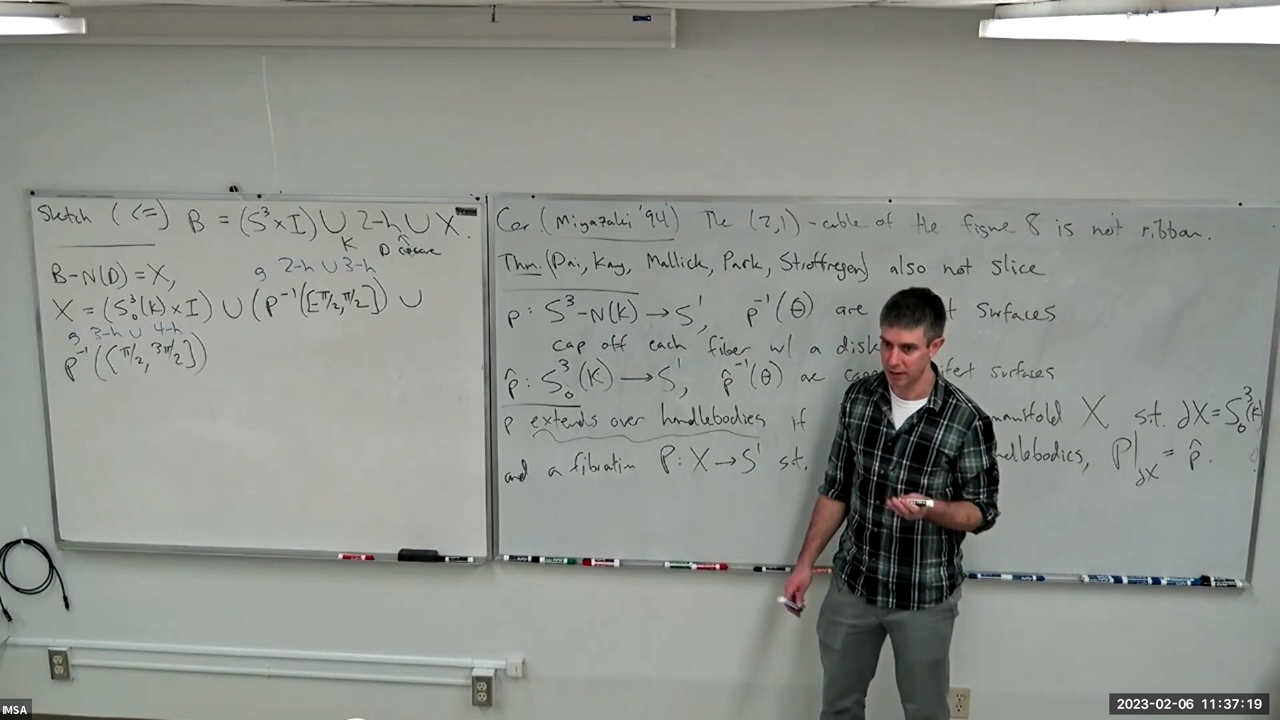 Sketch (<=) B = (S³×I) ∪ 2-h ∪ X.
K
D
B-N(D) = X,
g 2-h ∪ 3-h
X = (S³₀(K)×I) ∪ (P⁻¹([-π/2, π/2]) ∪
g 3-h ∪ 4-h
P⁻¹([π/2, 3π/2])
Cor (Miyazaki '94) The (2,1)-cable of the figure 8 is not ribbon.
Thm (Dai, Kang, Mallick, Park, Stoffregen) also not slice
p: S³-N(K) → S¹, p⁻¹(θ) are surfaces
cap off each fiber w/ a disk
p̂: S³₀(K) → S¹, p̂⁻¹(θ) are surfaces
p extends over handlebodies if manifold X s.t. ∂X = S³₀(K)
and a fibration P: X → S¹ s.t. P|∂X = p̂.
IMSA
2023-02-06 11:37:19